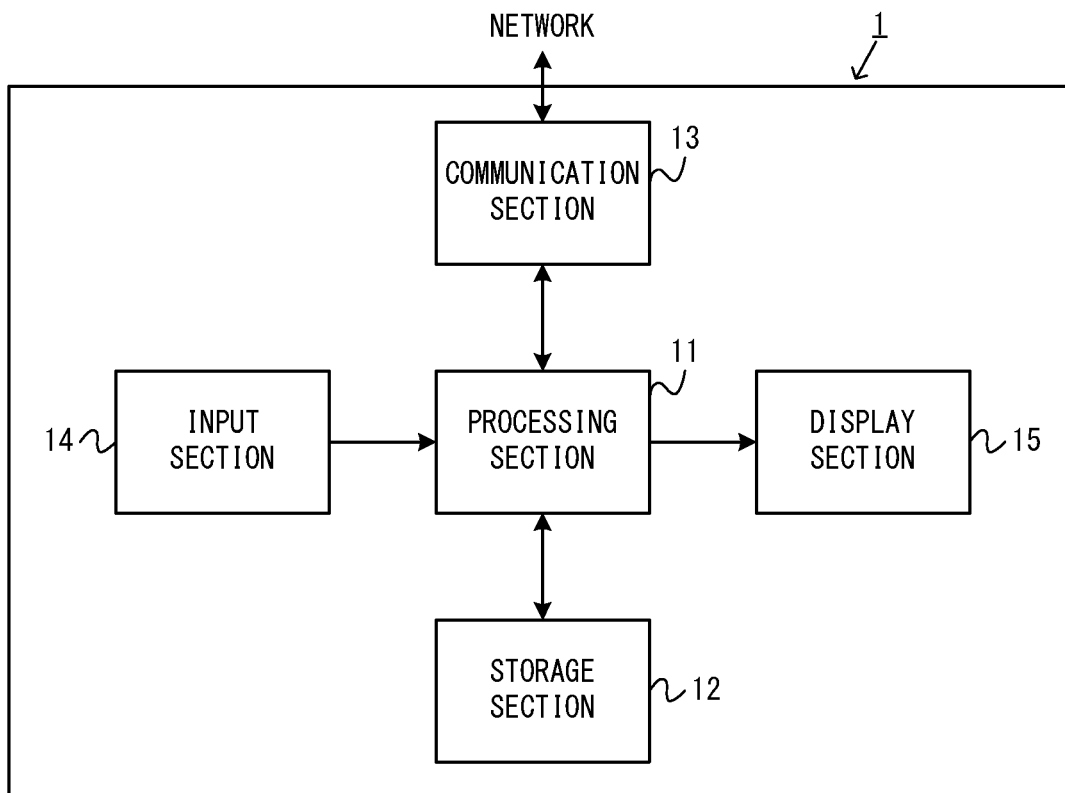 NETWORK
1
COMMUNICATION
SECTION
13
INPUT
SECTION
14
PROCESSING
SECTION
11
DISPLAY
SECTION
15
STORAGE
SECTION
12